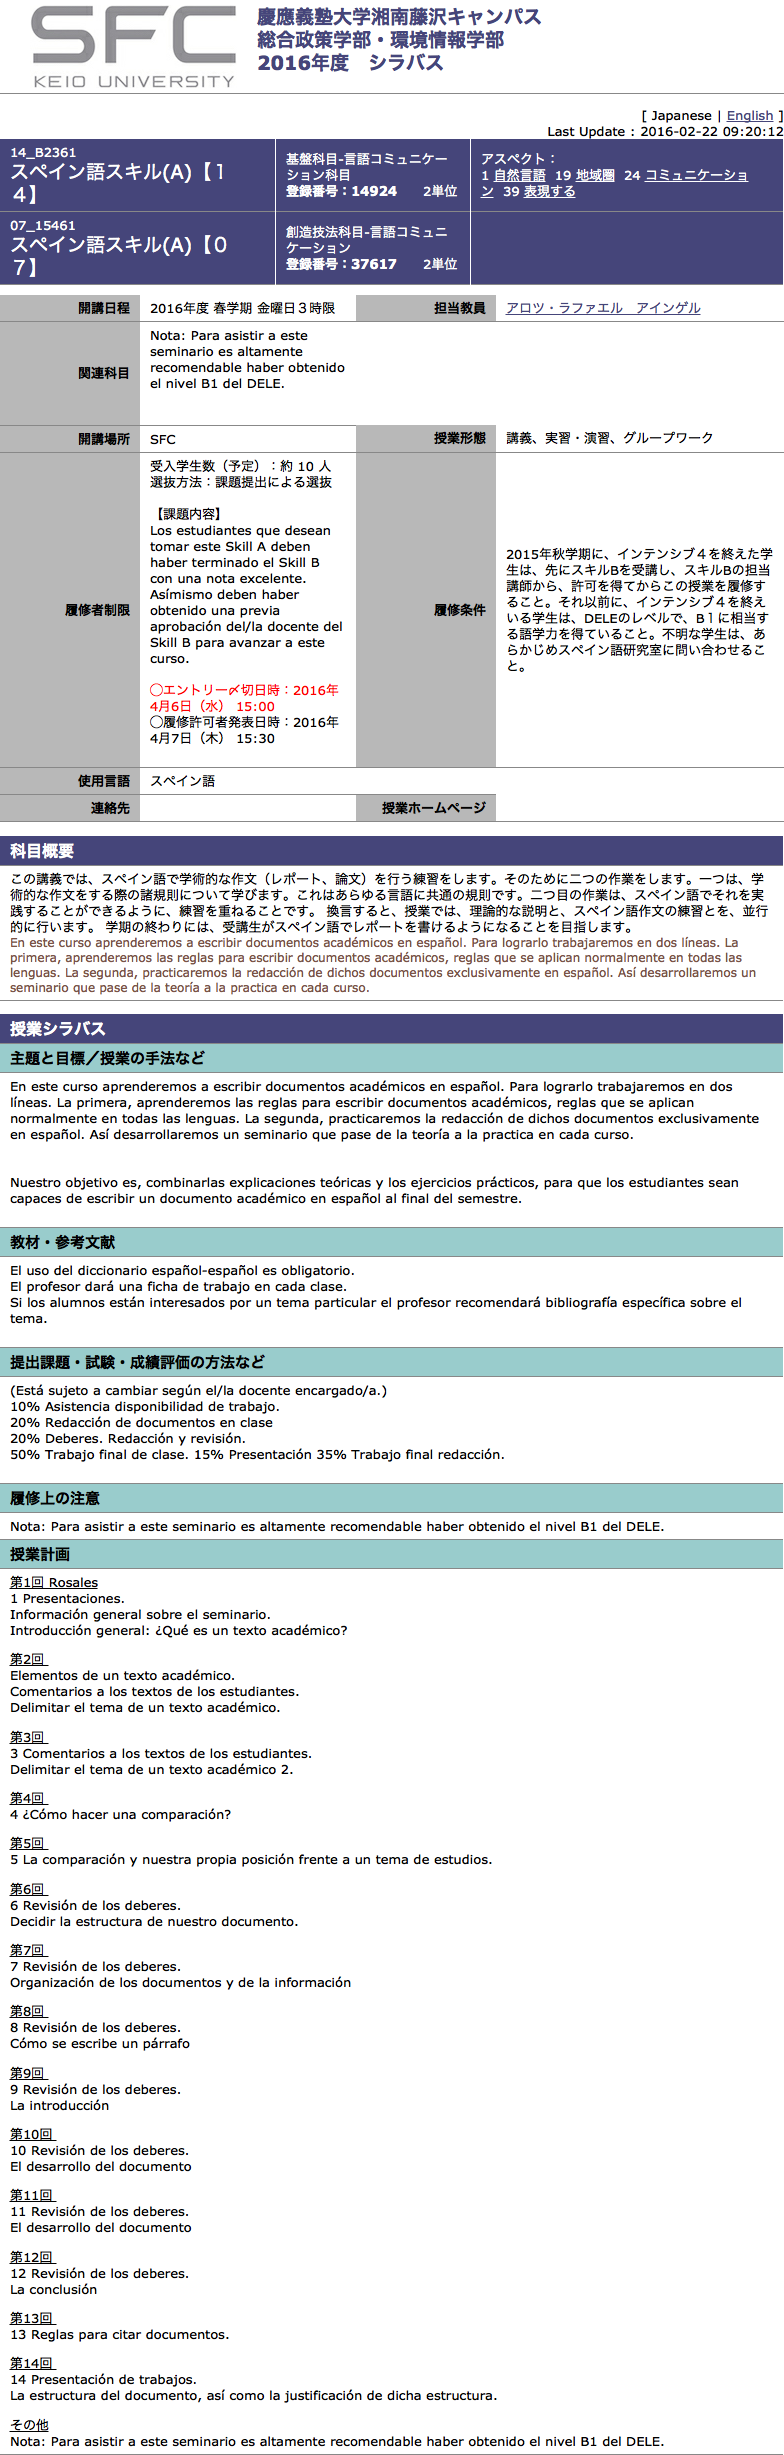 SFC
KEIO UNIVERSITY
慶應義塾大学湘南藤沢キャンパス
総合政策学部・環境情報学部
2016年度　シラバス
[ Japanese | English ]
Last Update : 2016-02-22 09:20:12
14_B2361
スペイン語スキル(A)【1
4】
基盤科目-言語コミュニケー
ション科目
登録番号：14924　　2単位
アスペクト：
1 自然言語 19 地域圏 24 コミュニケーショ
ン 39 表現する
07_15461
スペイン語スキル(A)【0
7】
創造技法科目-言語コミュニ
ケーション
登録番号：37617　　2単位
開講日程
2016年度 春学期 金曜日３時限
担当教員
アロツ・ラファエル　アインゲル
関連科目
Nota: Para asistir a este
seminario es altamente
recomendable haber obtenido
el nivel B1 del DELE.
開講場所
SFC
授業形態
講義、実習・演習、グループワーク
履修者制限
受入学生数（予定）：約 10 人
選抜方法：課題提出による選抜
【課題内容】
Los estudiantes que desean
tomar este Skill A deben
haber terminado el Skill B
con una nota excelente.
Asímismo deben haber
obtenido una previa
aprobación del/la docente del
Skill B para avanzar a este
curso.
◯エントリー〆切日時：2016年
4月6日（水） 15:00
◯履修許可者発表日時：2016年
4月7日（木） 15:30
履修条件
2015年秋学期に、インテンシブ４を終えた学
生は、先にスキルBを受講し、スキルBの担当
講師から、許可を得てからこの授業を履修す
ること。それ以前に、インテンシブ４を終え
いる学生は、DELEのレベルで、B１に相当す
る語学力を得ていること。不明な学生は、あ
らかじめスペイン語研究室に問い合わせるこ
と。
使用言語
スペイン語
連絡先
授業ホームページ
科目概要
この講義では、スペイン語で学術的な作文（レポート、論文）を行う練習をします。そのために二つの作業をします。一つは、学
術的な作文をする際の諸規則について学びます。これはあらゆる言語に共通の規則です。二つ目の作業は、スペイン語でそれを実
践することができるように、練習を重ねることです。 換言すると、授業では、理論的な説明と、スペイン語作文の練習とを、並行
的に行います。 学期の終わりには、受講生がスペイン語でレポートを書けるようになることを目指します。
En este curso aprenderemos a escribir documentos académicos en español. Para lograrlo trabajaremos en dos líneas. La
primera, aprenderemos las reglas para escribir documentos académicos, reglas que se aplican normalmente en todas las
lenguas. La segunda, practicaremos la redacción de dichos documentos exclusivamente en español. Así desarrollaremos un
seminario que pase de la teoría a la practica en cada curso.
授業シラバス
主題と目標／授業の手法など
En este curso aprenderemos a escribir documentos académicos en español. Para lograrlo trabajaremos en dos
líneas. La primera, aprenderemos las reglas para escribir documentos académicos, reglas que se aplican
normalmente en todas las lenguas. La segunda, practicaremos la redacción de dichos documentos exclusivamente
en español. Así desarrollaremos un seminario que pase de la teoría a la practica en cada curso.
Nuestro objetivo es, combinarlas explicaciones teóricas y los ejercicios prácticos, para que los estudiantes sean
capaces de escribir un documento académico en español al final del semestre.
教材・参考文献
El uso del diccionario español-español es obligatorio.
El profesor dará una ficha de trabajo en cada clase.
Si los alumnos están interesados por un tema particular el profesor recomendará bibliografía específica sobre el
tema.
提出課題・試験・成績評価の方法など
(Está sujeto a cambiar según el/la docente encargado/a.)
10% Asistencia disponibilidad de trabajo.
20% Redacción de documentos en clase
20% Deberes. Redacción y revisión.
50% Trabajo final de clase. 15% Presentación 35% Trabajo final redacción.
履修上の注意
Nota: Para asistir a este seminario es altamente recomendable haber obtenido el nivel B1 del DELE.
授業計画
第1回 Rosales
1 Presentaciones.
Información general sobre el seminario.
Introducción general: ¿Qué es un texto académico?
第2回
Elementos de un texto académico.
Comentarios a los textos de los estudiantes.
Delimitar el tema de un texto académico.
第3回
3 Comentarios a los textos de los estudiantes.
Delimitar el tema de un texto académico 2.
第4回
4 ¿Cómo hacer una comparación?
第5回
5 La comparación y nuestra propia posición frente a un tema de estudios.
第6回
6 Revisión de los deberes.
Decidir la estructura de nuestro documento.
第7回
7 Revisión de los deberes.
Organización de los documentos y de la información
第8回
8 Revisión de los deberes.
Cómo se escribe un párrafo
第9回
9 Revisión de los deberes.
La introducción
第10回
10 Revisión de los deberes.
El desarrollo del documento
第11回
11 Revisión de los deberes.
El desarrollo del documento
第12回
12 Revisión de los deberes.
La conclusión
第13回
13 Reglas para citar documentos.
第14回
14 Presentación de trabajos.
La estructura del documento, así como la justificación de dicha estructura.
その他
Nota: Para asistir a este seminario es altamente recomendable haber obtenido el nivel B1 del DELE.